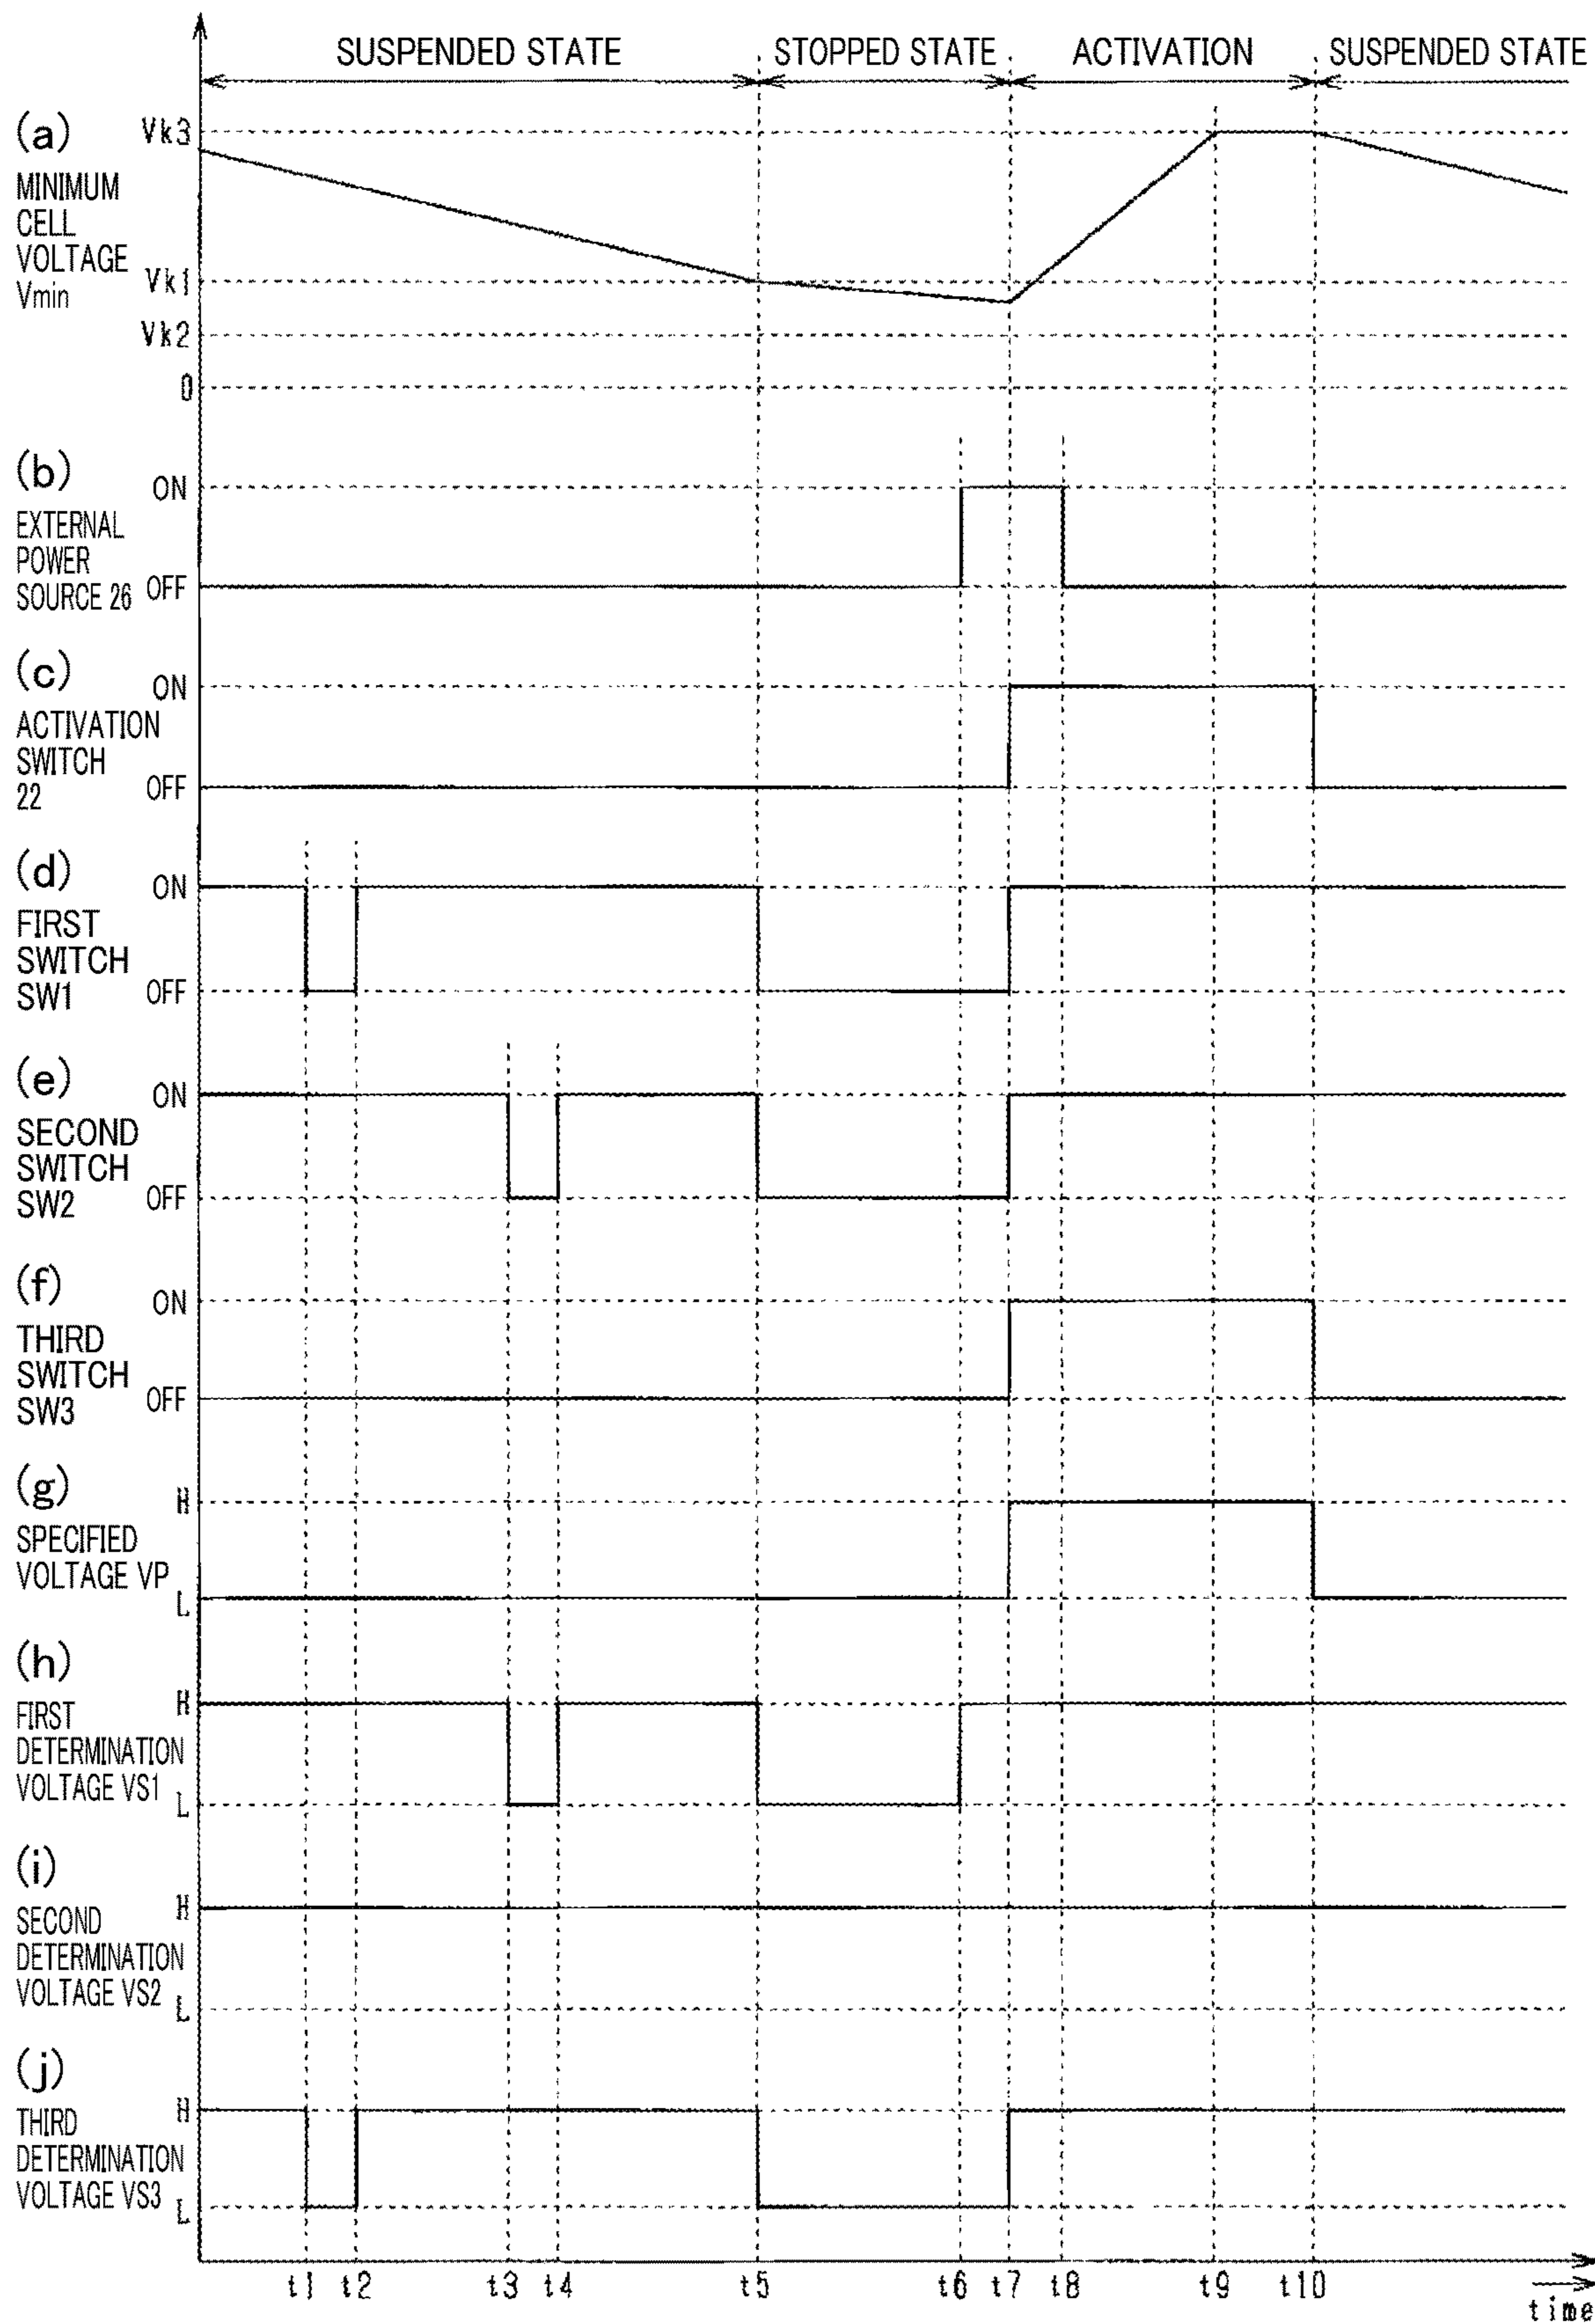 SUSPENDED STATE STOPPED STATE ACTIVATION SUSPENDED STATE
(a)
MINIMUM
CELL
VOLTAGE
Vmin
Vk3
Vk1
Vk2
0
(b)
EXTERNAL
POWER
SOURCE 26
ON
OFF
(c)
ACTIVATION
SWITCH
22
ON
OFF
(d)
FIRST
SWITCH
SW1
ON
OFF
(e)
SECOND
SWITCH
SW2
ON
OFF
(f)
THIRD
SWITCH
SW3
ON
OFF
(g)
SPECIFIED
VOLTAGE VP
H
L
(h)
FIRST
DETERMINATION
VOLTAGE VS1
H
L
(i)
SECOND
DETERMINATION
VOLTAGE VS2
H
L
(j)
THIRD
DETERMINATION
VOLTAGE VS3
H
L
t1 t2 t3 t4 t5 t6 t7 t8 t9 t10
time